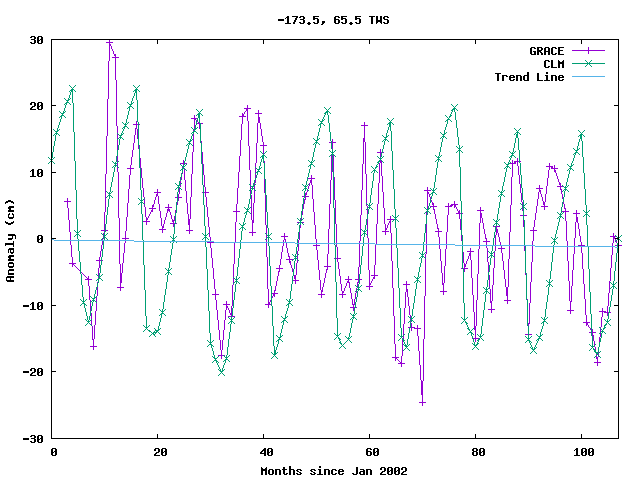 -173.5, 65.5 TWS
GRACE
CLM
Trend Line
30
20
10
0
-10
-20
-30
Anomaly (cm)
0 20 40 60 80 100
Months since Jan 2002